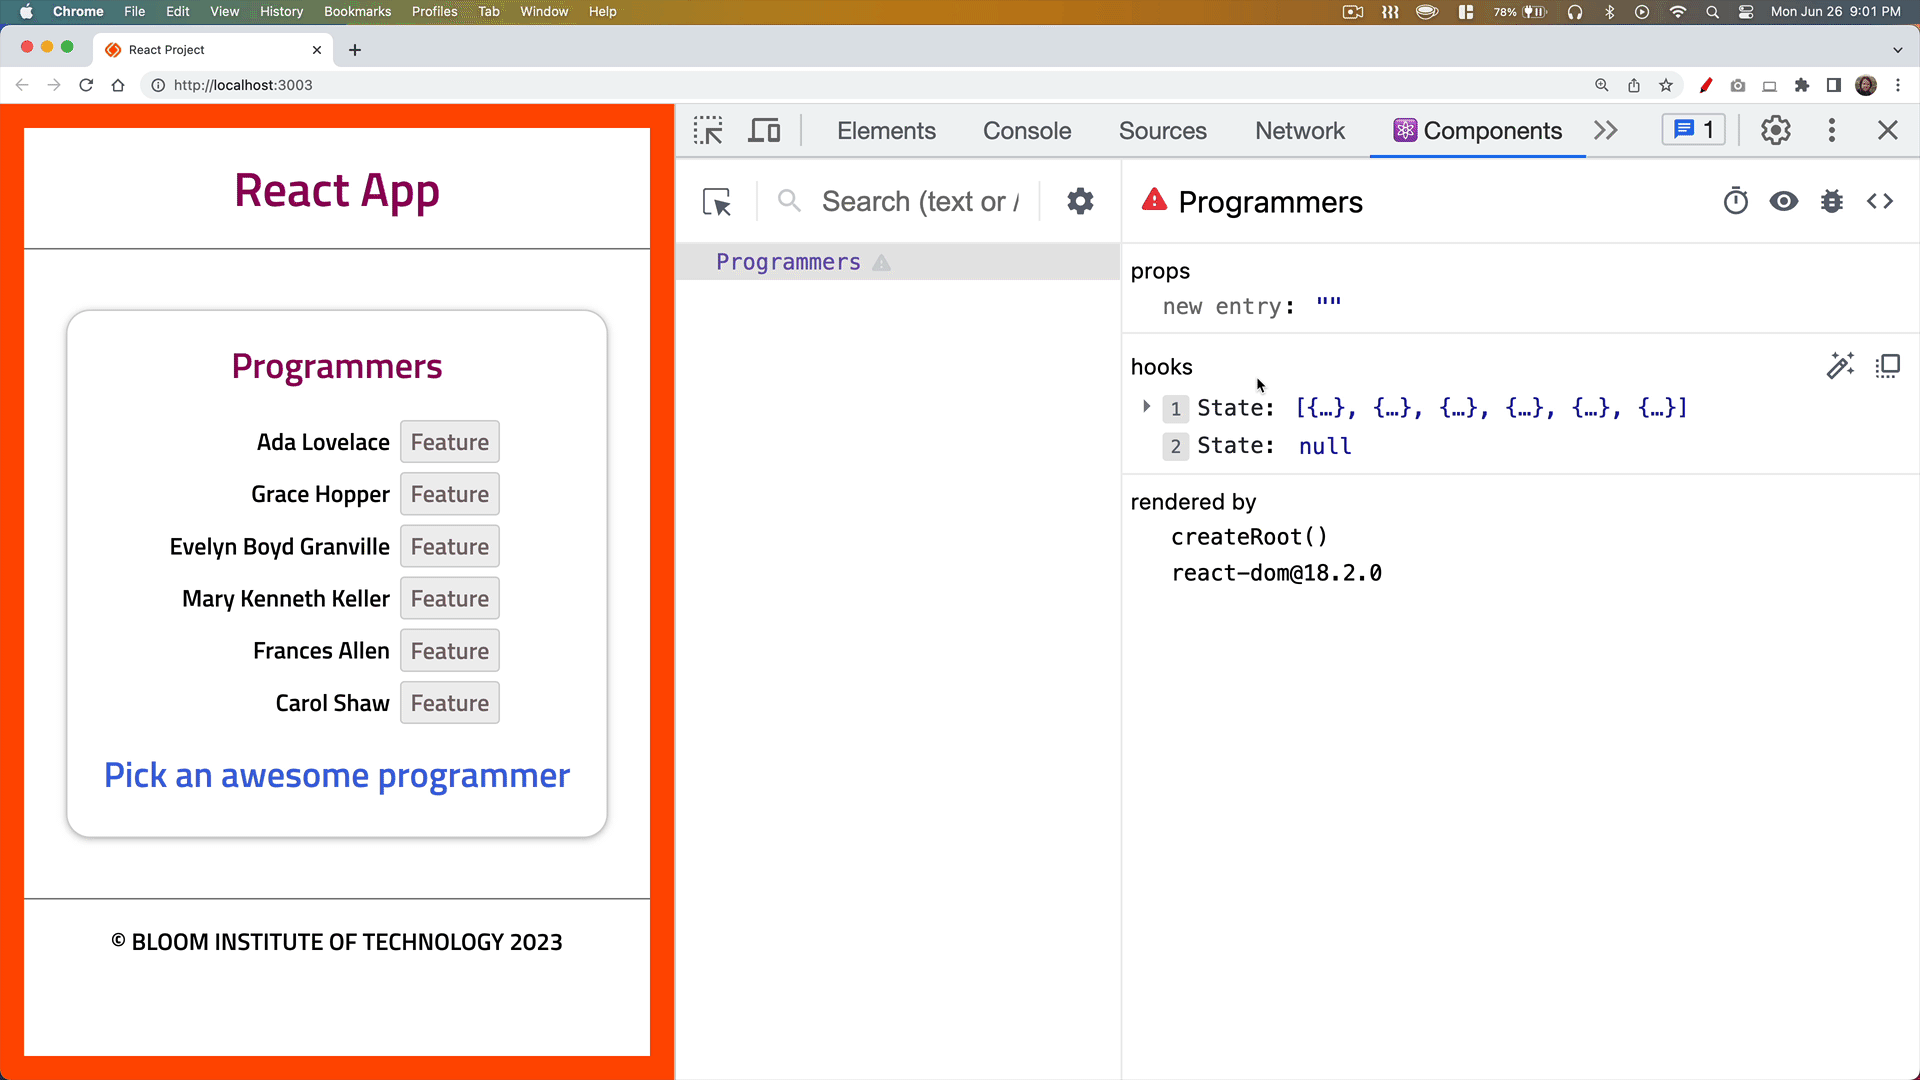 Chrome File Edit View History Bookmarks Profiles Tab Window Help 78% Mon Jun 26 9:01 PM
React Project
http://localhost:3003
Elements Console Sources Network Components 1
React App
Search (text or /
Programmers
Programmers
props
new entry: ""
hooks
1 State: [{…}, {…}, {…}, {…}, {…}, {…}]
2 State: null
rendered by
createRoot()
react-dom@18.2.0
Programmers
Ada Lovelace Feature
Grace Hopper Feature
Evelyn Boyd Granville Feature
Mary Kenneth Keller Feature
Frances Allen Feature
Carol Shaw Feature
Pick an awesome programmer
© BLOOM INSTITUTE OF TECHNOLOGY 2023